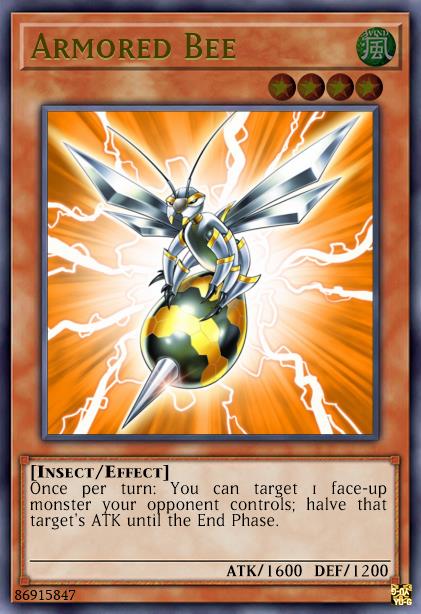 ARMORED BEE
WIND
風
[INSECT/EFFECT]
Once per turn: You can target 1 face-up
monster your opponent controls; halve that
target's ATK until the End Phase.
ATK/1600 DEF/1200
86915847